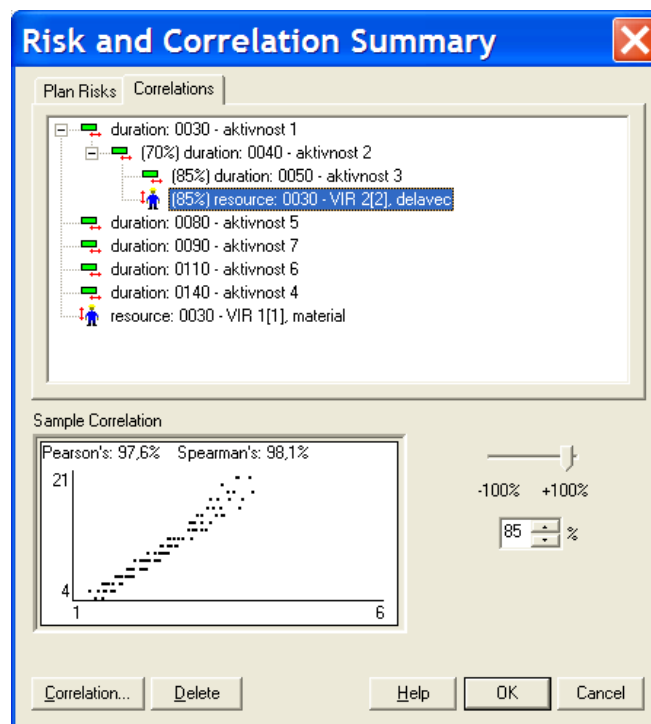 Risk and Correlation Summary
Plan Risks Correlations
duration: 0030 - aktivnost 1
(70%) duration: 0040 - aktivnost 2
(85%) duration: 0050 - aktivnost 3
(85%) resource: 0030 - VIR 2[2], delavec
duration: 0080 - aktivnost 5
duration: 0090 - aktivnost 7
duration: 0110 - aktivnost 6
duration: 0140 - aktivnost 4
resource: 0030 - VIR 1[1], material
Sample Correlation
Pearson's: 97,6% Spearman's: 98,1%
21
4
1 6
-100% +100%
85 %
Correlation... Delete Help OK Cancel